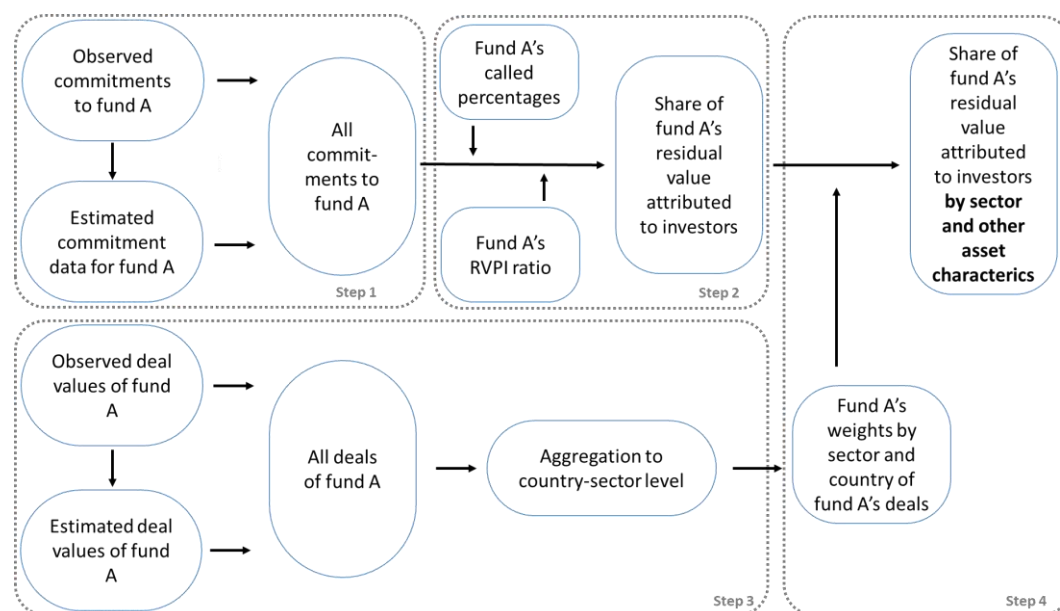 Observed
commitments
to fund A
Estimated
commitment
data for fund A
All
commit-
ments to
fund A
Step 1
Fund A's
called
percentages
Fund A's
RVPI ratio
Share of
fund A's
residual
value
attributed
to investors
Step 2
Share of
fund A's
residual
value
attributed
to investors
by sector
and other
asset
characterics
Observed deal
values of fund
A
Estimated deal
values of fund
A
All deals
of fund A
Aggregation to
country-sector
level
Step 3
Fund A's
weights by
sector and
country of
fund A's deals
Step 4